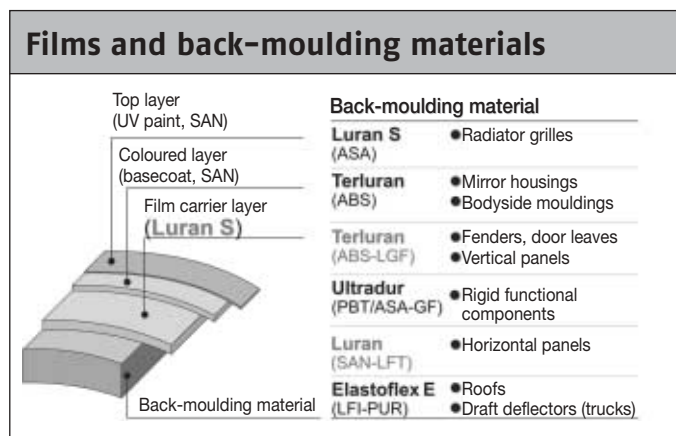 Films and back-moulding materials
Top layer
(UV paint, SAN)
Coloured layer
(basecoat, SAN)
Film carrier layer
(Luran S)
Back-moulding material
Back-moulding material
Luran S
(ASA)
●Radiator grilles
Terluran
(ABS)
●Mirror housings
●Bodyside mouldings
Terluran
(ABS-LGF)
●Fenders, door leaves
●Vertical panels
Ultradur
(PBT/ASA-GF)
●Rigid functional
components
Luran
(SAN-LFT)
●Horizontal panels
Elastoflex E
(LFI-PUR)
●Roofs
●Draft deflectors (trucks)